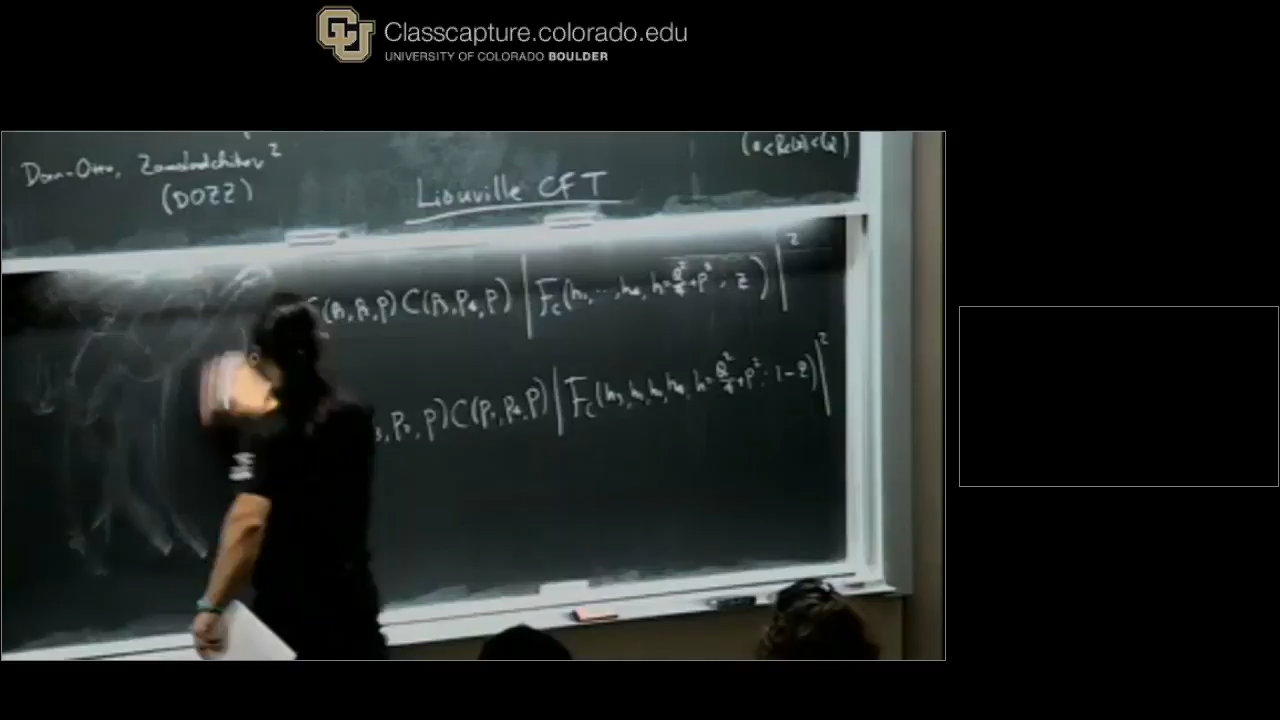 Classcapture.colorado.edu
UNIVERSITY OF COLORADO BOULDER
Dorn-Otto, Zamolodchikov²
(DOZZ)
Liouville CFT
(0<Re(α)<Q)
C(P₁,P₂,P) C(P₃,P₄,P) |F_c(h₁,⋯,h₄, h=Q²/4+P²; z)|²
P₂, P) C(P₁,P₄,P) |F_c(h₃,h₂,h₁,h₄, h=Q²/4+P²; 1-z)|²